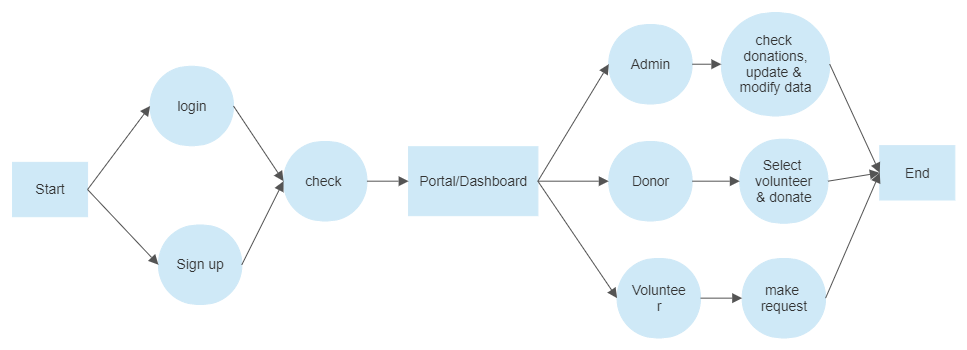 Start
login
Sign up
check
Portal/Dashboard
Admin
check
donations,
update &
modify data
Donor
Select
volunteer
& donate
Voluntee
r
make
request
End